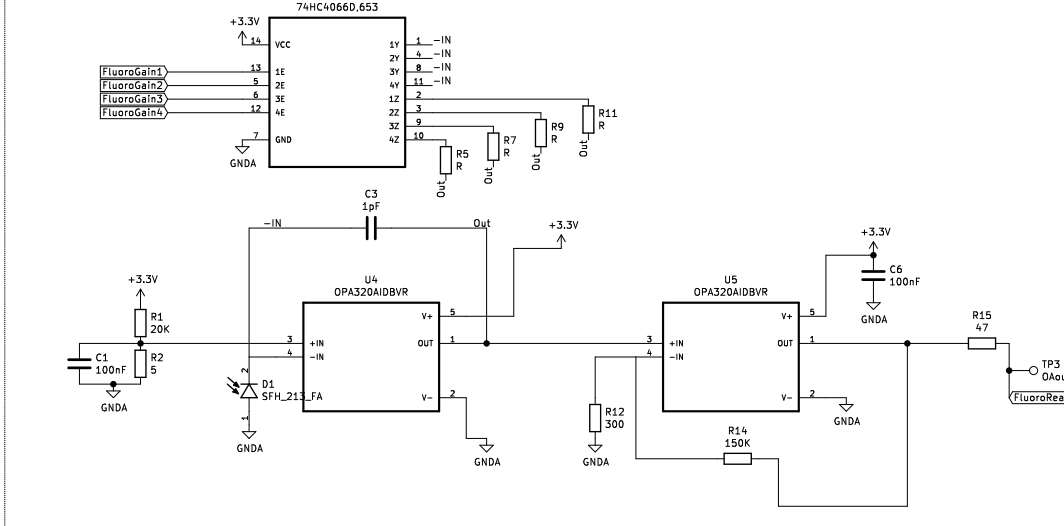 74HC4066D,653
+3.3V
14 VCC
1Y 1 -IN
2Y 4 -IN
3Y 8 -IN
4Y 11 -IN
FluoroGain1 13 1E
FluoroGain2 5 2E
FluoroGain3 6 3E
FluoroGain4 12 4E
1Z 2
2Z 3
3Z 9
4Z 10
7 GND
GNDA
R5
R
Out
R7
R
Out
R9
R
Out
R11
R
Out
C3
1pF
-IN
Out
+3.3V
+3.3V
R1
20K
C1
100nF
R2
5
GNDA
2
D1
SFH_213_FA
1
GNDA
U4
OPA320AIDBVR
V+ 5
3 +IN
4 -IN
OUT 1
V- 2
GNDA
U5
OPA320AIDBVR
V+ 5
3 +IN
4 -IN
OUT 1
V- 2
GNDA
+3.3V
C6
100nF
GNDA
R12
300
GNDA
R14
150K
R15
47
TP3
FluoroRea